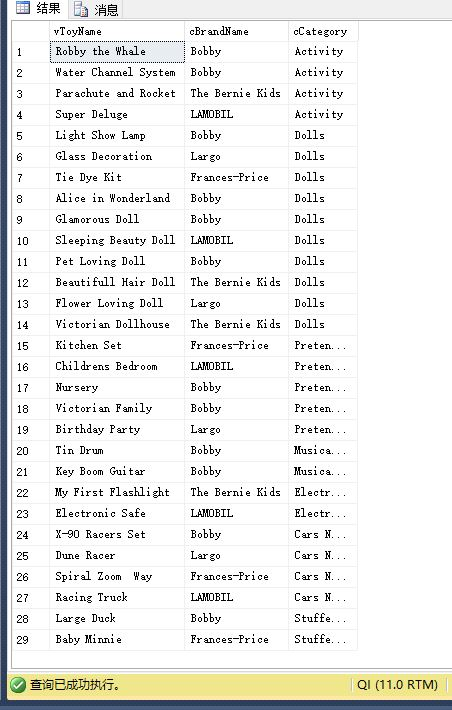 结果 消息
vToyName cBrandName cCategory
1 Robby the Whale Bobby Activity
2 Water Channel System Bobby Activity
3 Parachute and Rocket The Bernie Kids Activity
4 Super Deluge LAMOBIL Activity
5 Light Show Lamp Bobby Dolls
6 Glass Decoration Largo Dolls
7 Tie Dye Kit Frances-Price Dolls
8 Alice in Wonderland Bobby Dolls
9 Glamorous Doll Bobby Dolls
10 Sleeping Beauty Doll LAMOBIL Dolls
11 Pet Loving Doll Bobby Dolls
12 Beautifull Hair Doll The Bernie Kids Dolls
13 Flower Loving Doll Largo Dolls
14 Victorian Dollhouse The Bernie Kids Dolls
15 Kitchen Set Frances-Price Preten...
16 Childrens Bedroom LAMOBIL Preten...
17 Nursery Bobby Preten...
18 Victorian Family Bobby Preten...
19 Birthday Party Largo Preten...
20 Tin Drum Bobby Musica...
21 Key Boom Guitar Bobby Musica...
22 My First Flashlight The Bernie Kids Electr...
23 Electronic Safe LAMOBIL Electr...
24 X-90 Racers Set Bobby Cars N...
25 Dune Racer Largo Cars N...
26 Spiral Zoom  Way Frances-Price Cars N...
27 Racing Truck LAMOBIL Cars N...
28 Large Duck Bobby Stuffe...
29 Baby Minnie Frances-Price Stuffe...
查询已成功执行。 QI (11.0 RTM)